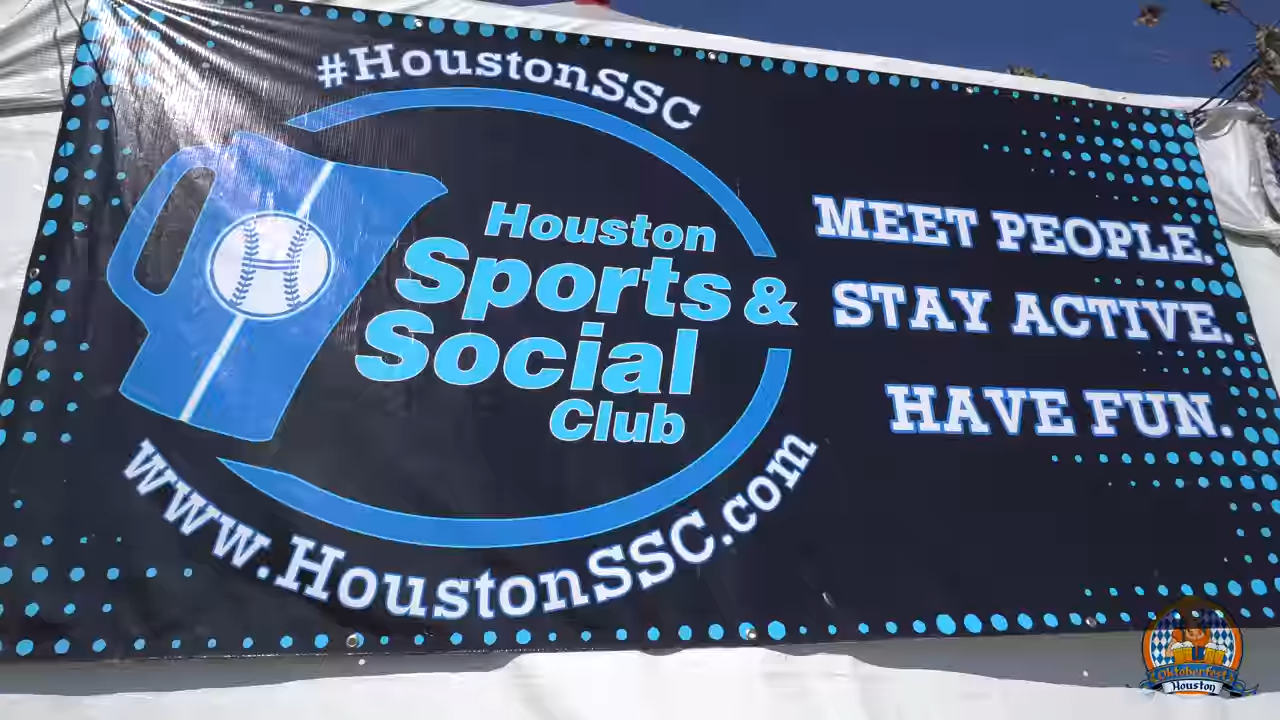 #HoustonSSC
H
Houston
Sports &
Social
Club
www.HoustonSSC.com
MEET PEOPLE.
STAY ACTIVE.
HAVE FUN.
Oktoberfest
Houston